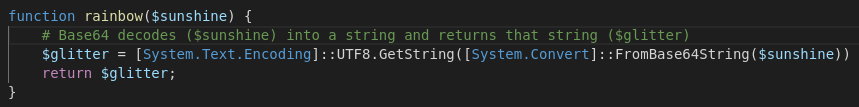 function rainbow($sunshine) {
# Base64 decodes ($sunshine) into a string and returns that string ($glitter)
$glitter = [System.Text.Encoding]::UTF8.GetString([System.Convert]::FromBase64String($sunshine))
return $glitter;
}